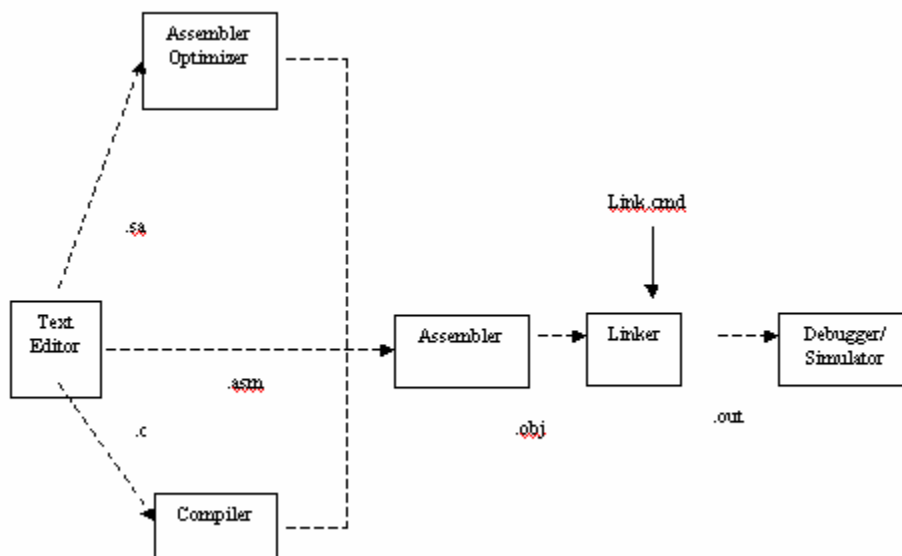 Assembler
Optimizer
.sa
Link.cmd
Text
Editor
Assembler
Linker
Debugger/
Simulator
.asm
.c
.obj
.out
Compiler